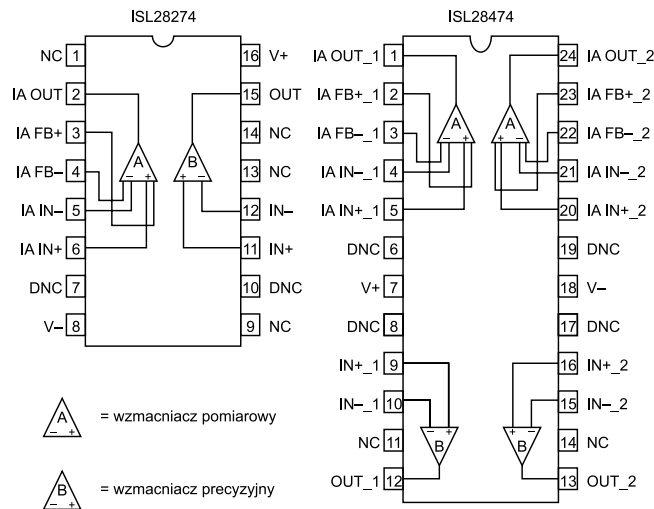 ISL28274
NC 1 16 V+
IA OUT 2 15 OUT
IA FB+ 3 14 NC
IA FB– 4 13 NC
IA IN– 5 12 IN–
IA IN+ 6 11 IN+
DNC 7 10 DNC
V– 8 9 NC
A – +
B + –
A – + = wzmacniacz pomiarowy
B – + = wzmacniacz precyzyjny
ISL28474
IA OUT_1 1 24 IA OUT_2
IA FB+_1 2 23 IA FB+_2
IA FB–_1 3 22 IA FB–_2
IA IN–_1 4 21 IA IN–_2
IA IN+_1 5 20 IA IN+_2
DNC 6 19 DNC
V+ 7 18 V–
DNC 8 17 DNC
IN+_1 9 16 IN+_2
IN–_1 10 15 IN–_2
NC 11 14 NC
OUT_1 12 13 OUT_2
A – +
A + –
– + B
+ – B